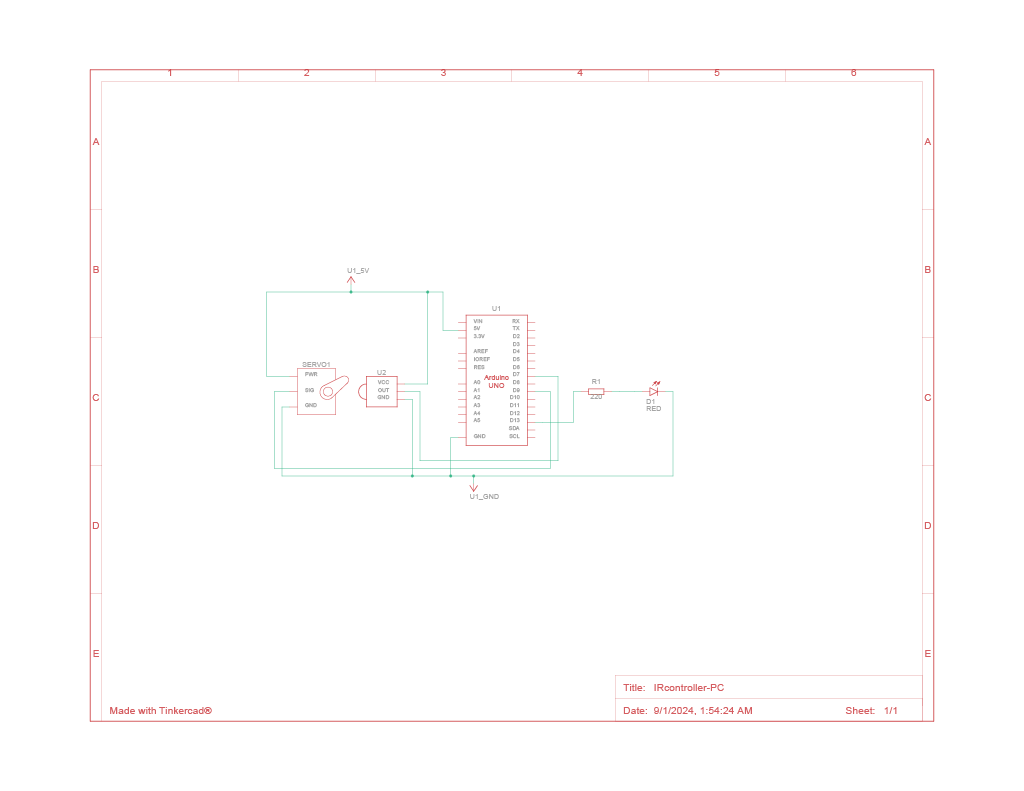 1 2 3 4 5 6
A A
B B
U1_5V
U1
VIN RX
5V TX
3.3V D2
D3
AREF D4
IOREF D5
RES D6
D7
A0 D8
A1 D9
A2 D10
A3 D11
A4 D12
A5 D13
SDA
GND SCL
Arduino
UNO
SERVO1
PWR
SIG
GND
U2
VCC
OUT
GND
R1
220
D1
RED
C C
U1_GND
D D
E E
Title: IRcontroller-PC
Made with Tinkercad®
Date: 9/1/2024, 1:54:24 AM Sheet: 1/1